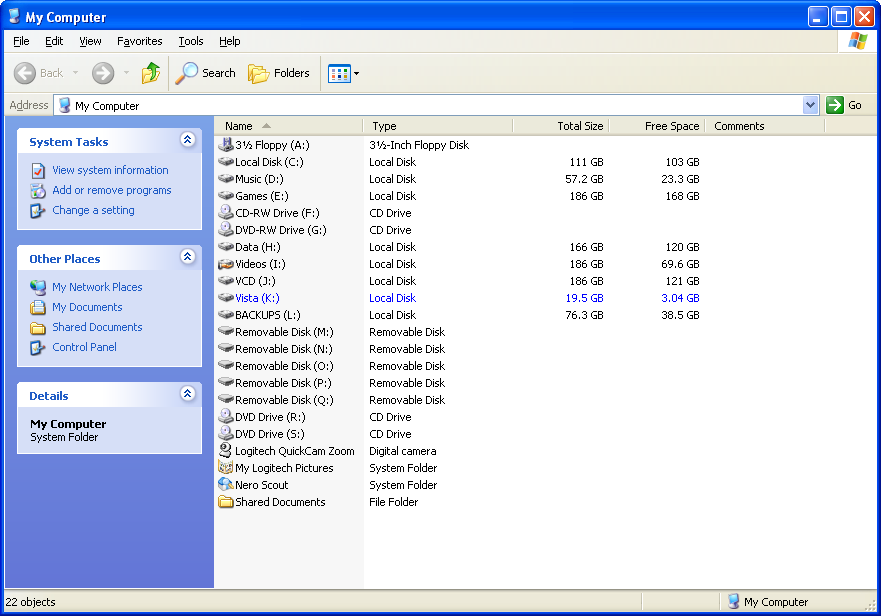 My Computer
File Edit View Favorites Tools Help
Back Search Folders
Address My Computer Go
System Tasks
View system information
Add or remove programs
Change a setting
Other Places
My Network Places
My Documents
Shared Documents
Control Panel
Details
My Computer
System Folder
Name Type Total Size Free Space Comments
3½ Floppy (A:) 3½-Inch Floppy Disk
Local Disk (C:) Local Disk 111 GB 103 GB
Music (D:) Local Disk 57.2 GB 23.3 GB
Games (E:) Local Disk 186 GB 168 GB
CD-RW Drive (F:) CD Drive
DVD-RW Drive (G:) CD Drive
Data (H:) Local Disk 166 GB 120 GB
Videos (I:) Local Disk 186 GB 69.6 GB
VCD (J:) Local Disk 186 GB 121 GB
Vista (K:) Local Disk 19.5 GB 3.04 GB
BACKUPS (L:) Local Disk 76.3 GB 38.5 GB
Removable Disk (M:) Removable Disk
Removable Disk (N:) Removable Disk
Removable Disk (O:) Removable Disk
Removable Disk (P:) Removable Disk
Removable Disk (Q:) Removable Disk
DVD Drive (R:) CD Drive
DVD Drive (S:) CD Drive
Logitech QuickCam Zoom Digital camera
My Logitech Pictures System Folder
Nero Scout System Folder
Shared Documents File Folder
22 objects My Computer